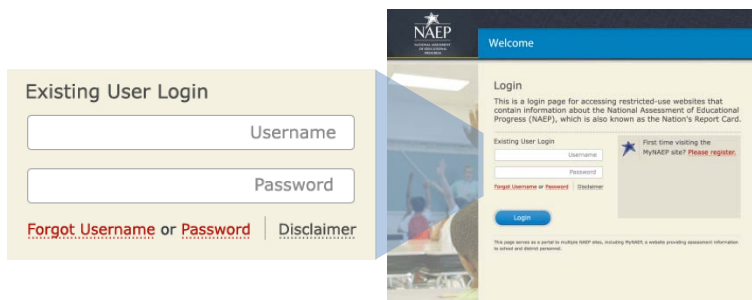 Existing User Login
Username
Password
Forgot Username or Password Disclaimer
NAEP
NATIONAL ASSESSMENT
OF EDUCATIONAL
PROGRESS
Welcome
Login
This is a login page for accessing restricted-use websites that
contain information about the National Assessment of Educational
Progress (NAEP), which is also known as the Nation's Report Card.
Existing User Login
Username
Password
Forgot Username or Password Disclaimer
First time visiting the
MyNAEP site? Please register.
Login
This page serves as a portal to multiple NAEP sites, including MyNAEP, a website providing assessment information
to school and district personnel.